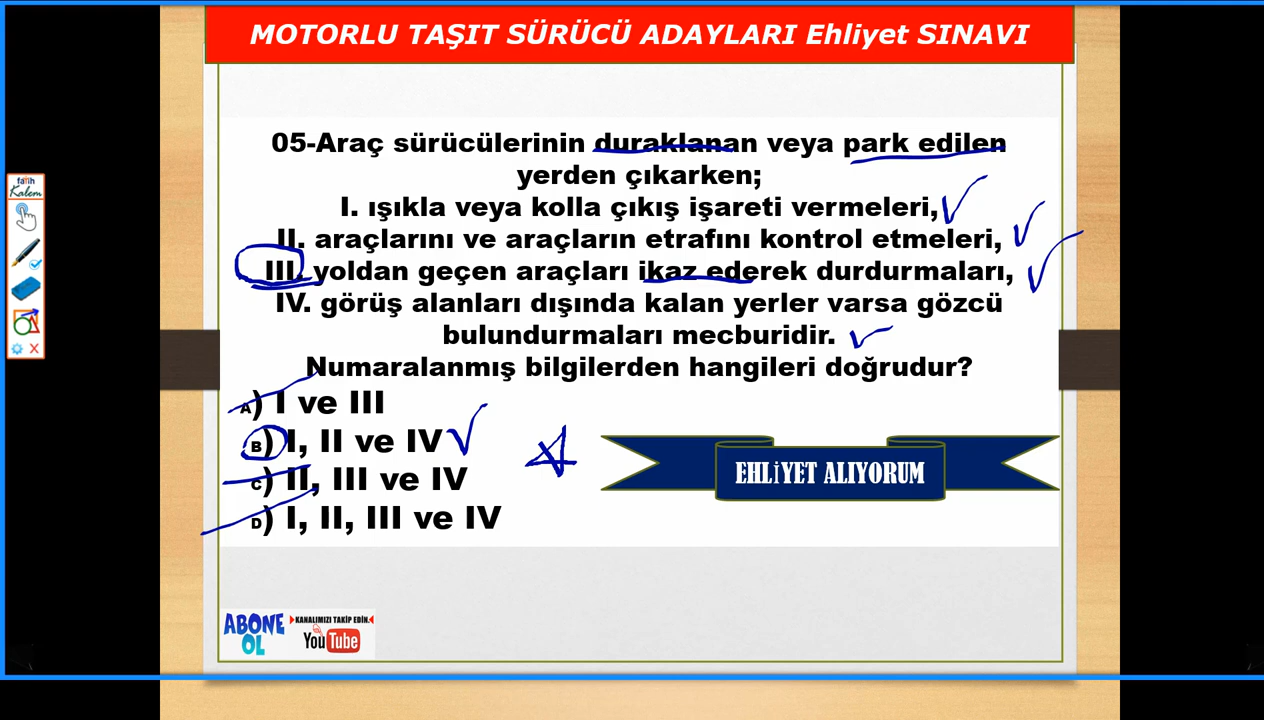 MOTORLU TAŞIT SÜRÜCÜ ADAYLARI Ehliyet SINAVI
05-Araç sürücülerinin duraklanan veya park edilen
yerden çıkarken;
I. ışıkla veya kolla çıkış işareti vermeleri,
II. araçlarını ve araçların etrafını kontrol etmeleri,
III. yoldan geçen araçları ikaz ederek durdurmaları,
IV. görüş alanları dışında kalan yerler varsa gözcü
bulundurmaları mecburidir.
Numaralanmış bilgilerden hangileri doğrudur?
A) I ve III
B) I, II ve IV
C) II, III ve IV
D) I, II, III ve IV
EHLİYET ALIYORUM
fatih
Kalem
ABONE
OL
KANALIMIZI TAKİP EDİN.
YouTube